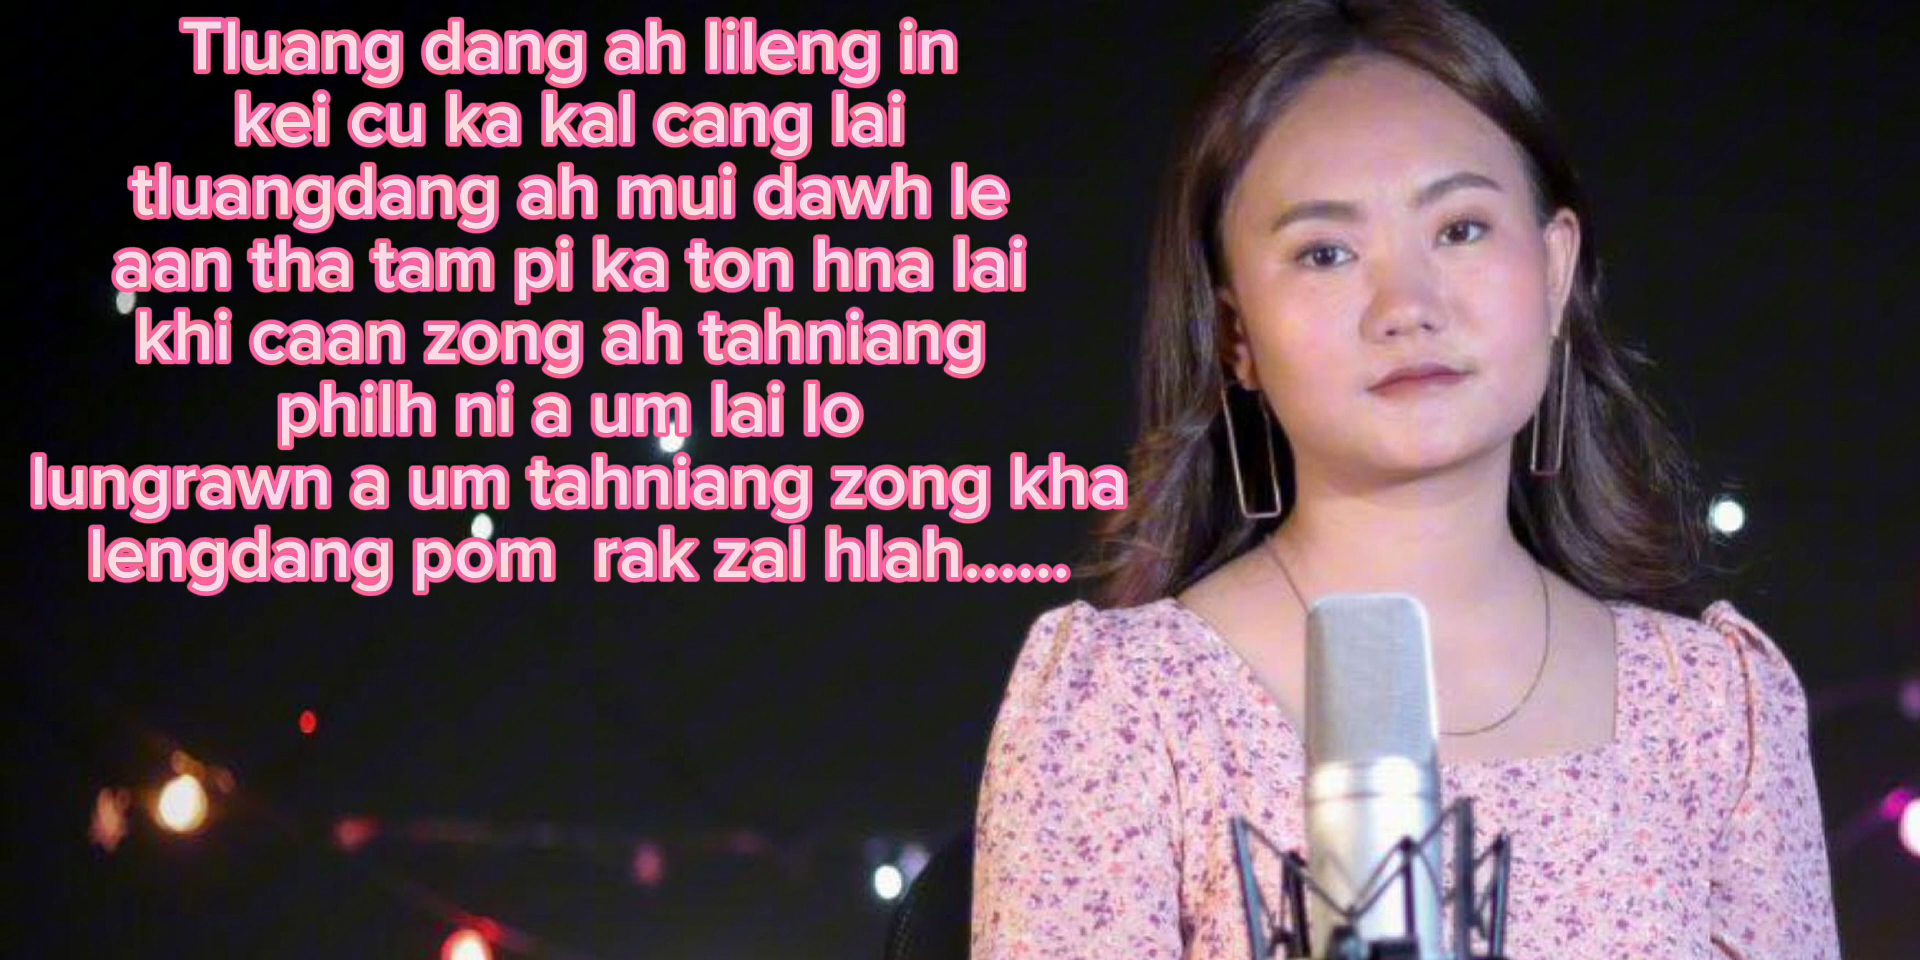 Tluang dang ah lileng in
kei cu ka kal cang lai
tluangdang ah mui dawh le
aan tha tam pi ka ton hna lai
khi caan zong ah tahniang
philh ni a um lai lo
lungrawn a um tahniang zong kha
lengdang pom rak zal hlah......